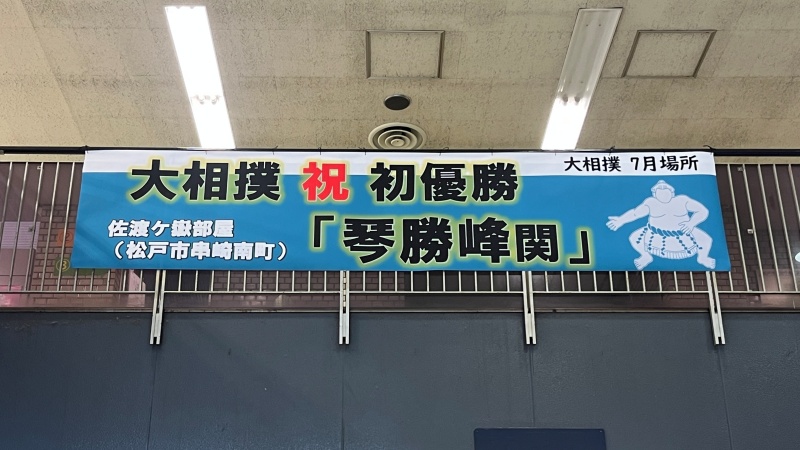 大相撲 7月場所
大相撲 祝 初優勝
佐渡ケ嶽部屋
（松戸市串崎南町）
「琴勝峰関」